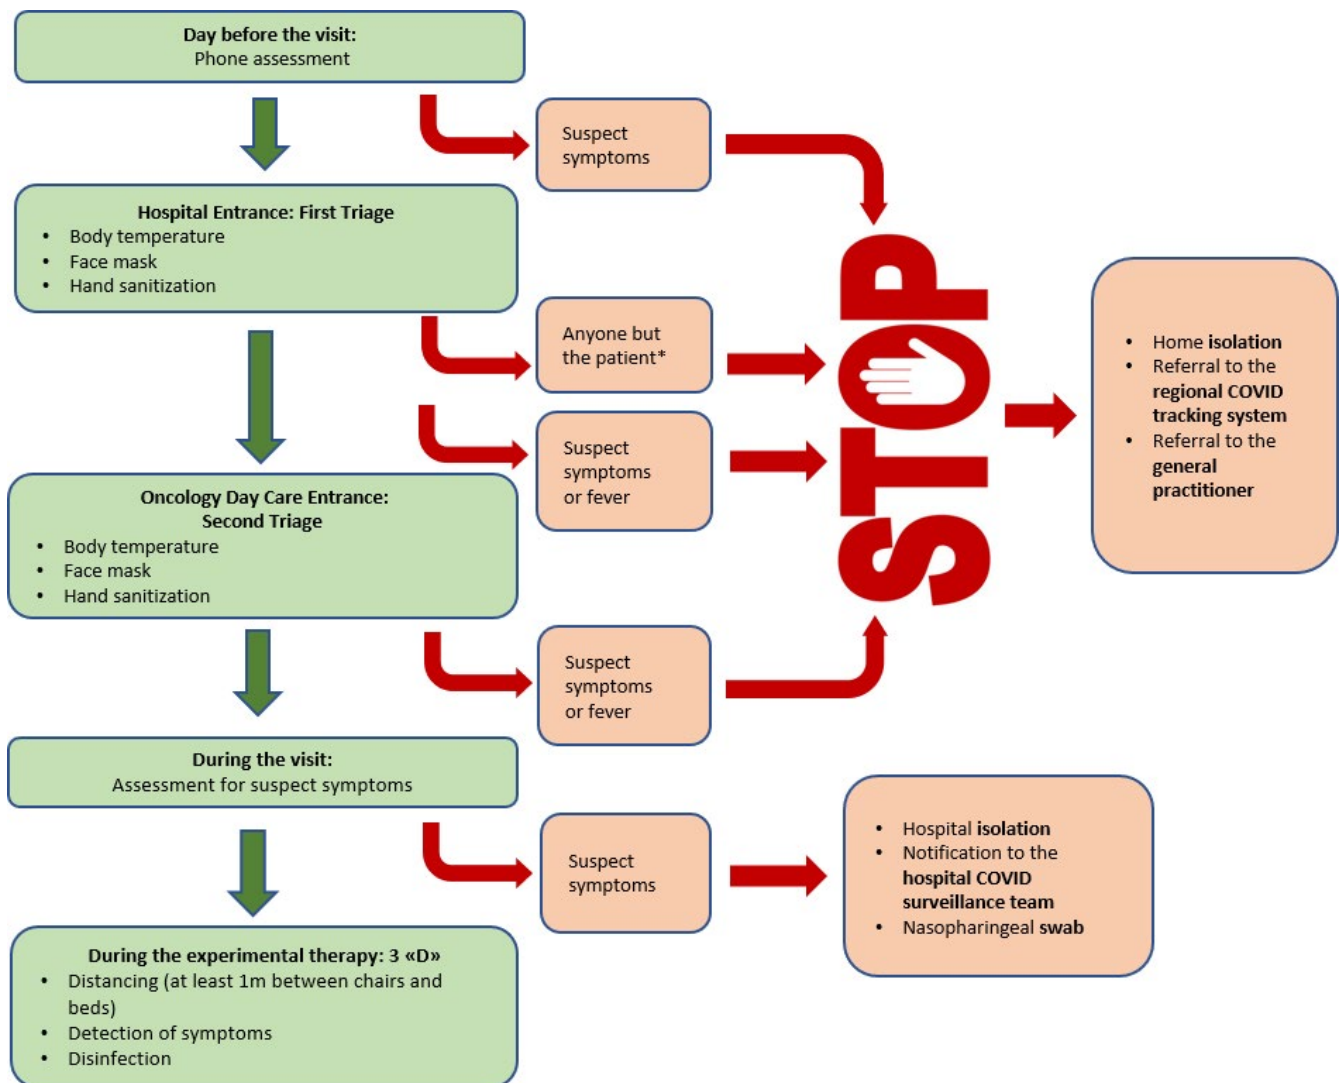 Day before the visit:
Phone assessment
Suspect
symptoms
Hospital Entrance: First Triage
• Body temperature
• Face mask
• Hand sanitization
Anyone but
the patient*
Suspect
symptoms
or fever
STOP
• Home isolation
• Referral to the
regional COVID
tracking system
• Referral to the
general
practitioner
Oncology Day Care Entrance:
Second Triage
• Body temperature
• Face mask
• Hand sanitization
Suspect
symptoms
or fever
During the visit:
Assessment for suspect symptoms
Suspect
symptoms
• Hospital isolation
• Notification to the
hospital COVID
surveillance team
• Nasopharingeal swab
During the experimental therapy: 3 «D»
• Distancing (at least 1m between chairs and
beds)
• Detection of symptoms
• Disinfection